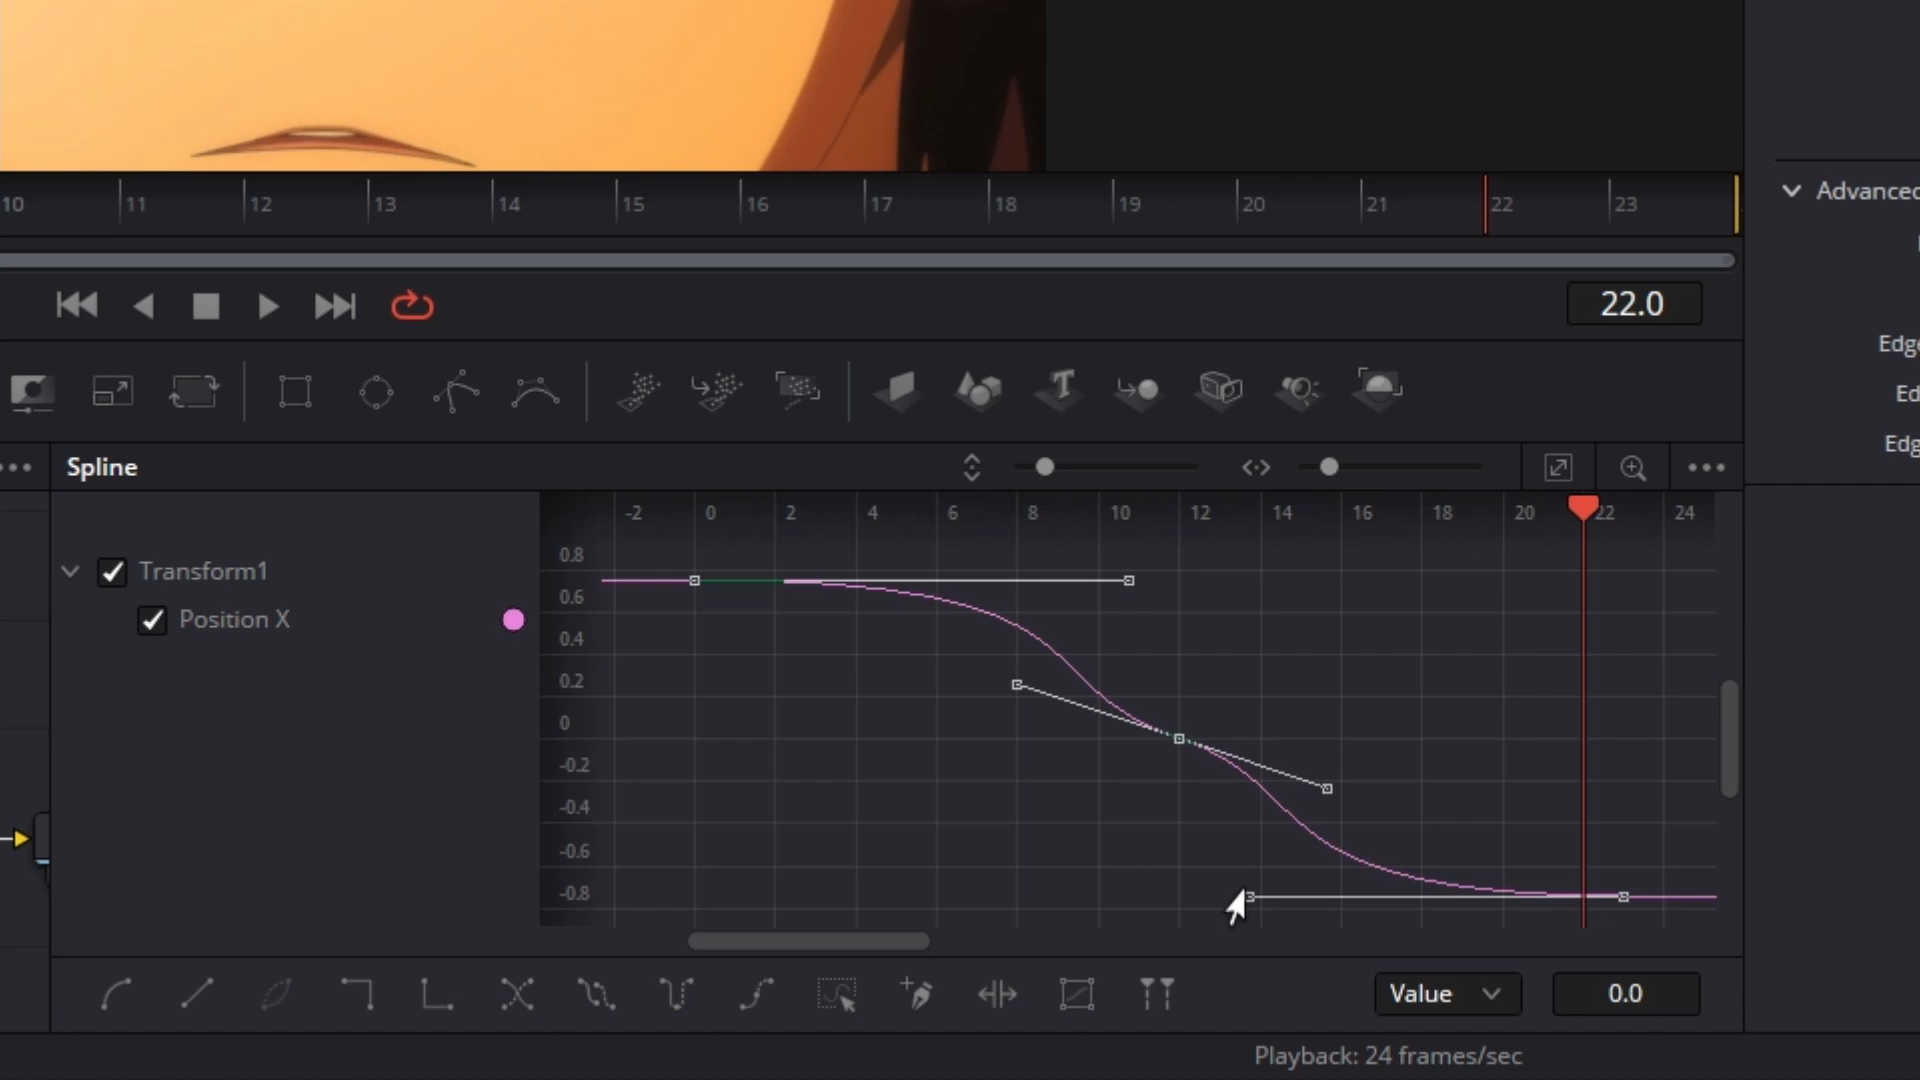 10 11 12 13 14 15 16 17 18 19 20 21 22 23
Advanced
22.0
Edge
Ed
Edg
Spline
-2 0 2 4 6 8 10 12 14 16 18 20 22 24
Transform1
Position X
0.8
0.6
0.4
0.2
0
-0.2
-0.4
-0.6
-0.8
Value 0.0
Playback: 24 frames/sec